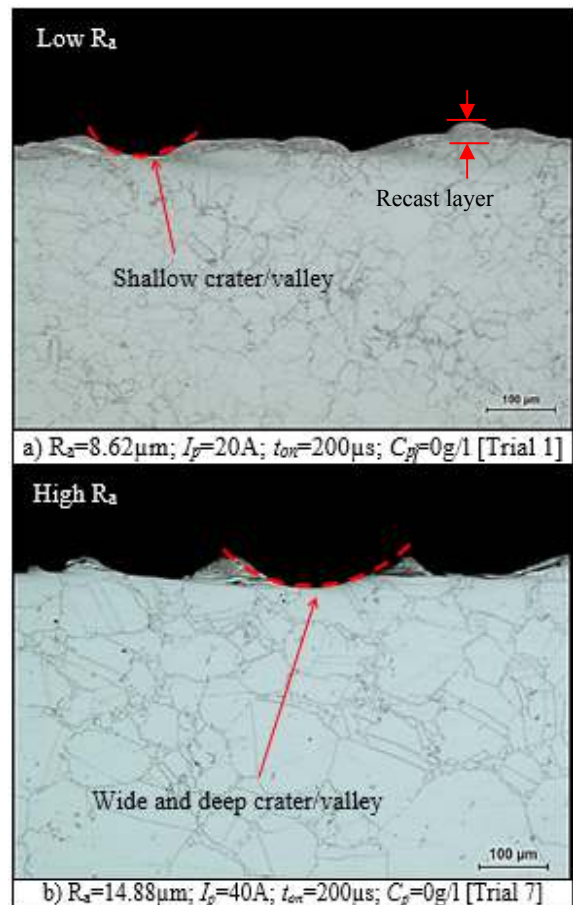 Low Rₐ
Recast layer
Shallow crater/valley
100 µm
a) Rₐ=8.62µm; Iₚ=20A; tₒₙ=200µs; Cₚf=0g/l [Trial 1]
High Rₐ
Wide and deep crater/valley
100 µm
b) Rₐ=14.88µm; Iₚ=40A; tₒₙ=200µs; Cₚ=0g/l [Trial 7]